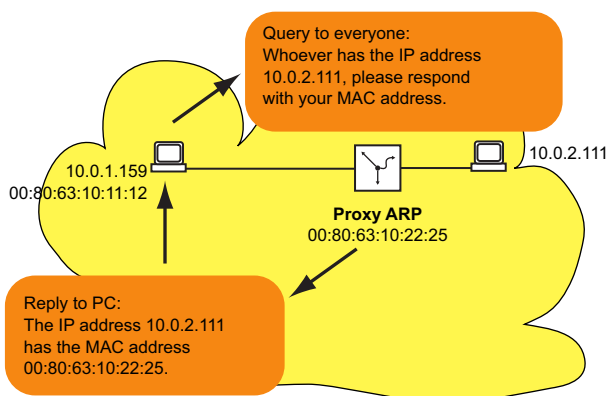 Query to everyone:
Whoever has the IP address
10.0.2.111, please respond
with your MAC address.
10.0.1.159
00:80:63:10:11:12
10.0.2.111
Proxy ARP
00:80:63:10:22:25
Reply to PC:
The IP address 10.0.2.111
has the MAC address
00:80:63:10:22:25.